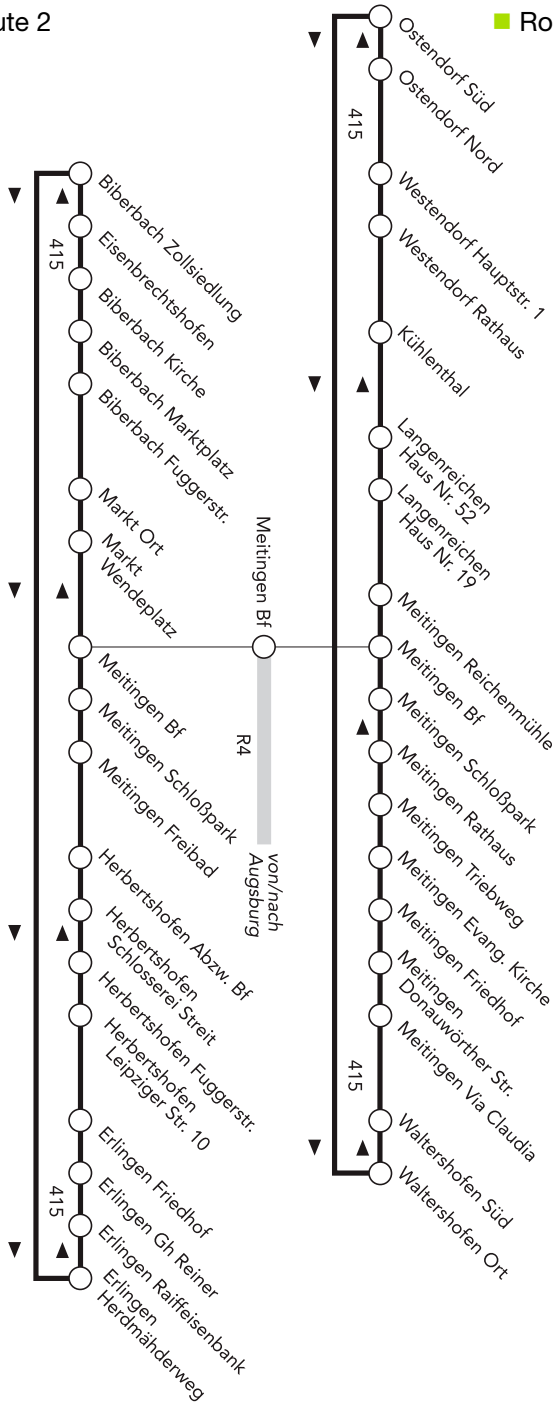 ute 2
Ro
415
Biberbach Zollsiedlung
Eisenbrechtshofen
Biberbach Kirche
Biberbach Marktplatz
Biberbach Fuggerstr.
Markt Ort
Markt
Wendeplatz
Meitingen Bf
Meitingen Schloßpark
Meitingen Freibad
Herbertshofen Abzw. Bf
Herbertshofen
Schlosserei Streit
Herbertshofen Fuggerstr.
Herbertshofen
Leipziger Str. 10
Erlingen Friedhof
Erlingen Gh Reiner
Erlingen Raiffeisenbank
Erlingen
Herdmähderweg
415
Meitingen Bf
R4
von/nach
Augsburg
415
Ostendorf Süd
Ostendorf Nord
Westendorf Hauptstr. 1
Westendorf Rathaus
Kühlenthal
Langenreichen
Haus Nr. 52
Langenreichen
Haus Nr. 19
Meitingen Reichenmühle
Meitingen Bf
Meitingen Schloßpark
Meitingen Rathaus
Meitingen Triebweg
Meitingen Evang. Kirche
Meitingen Friedhof
Meitingen
Donauwörther Str.
Meitingen Via Claudia
Waltershofen Süd
Waltershofen Ort
415